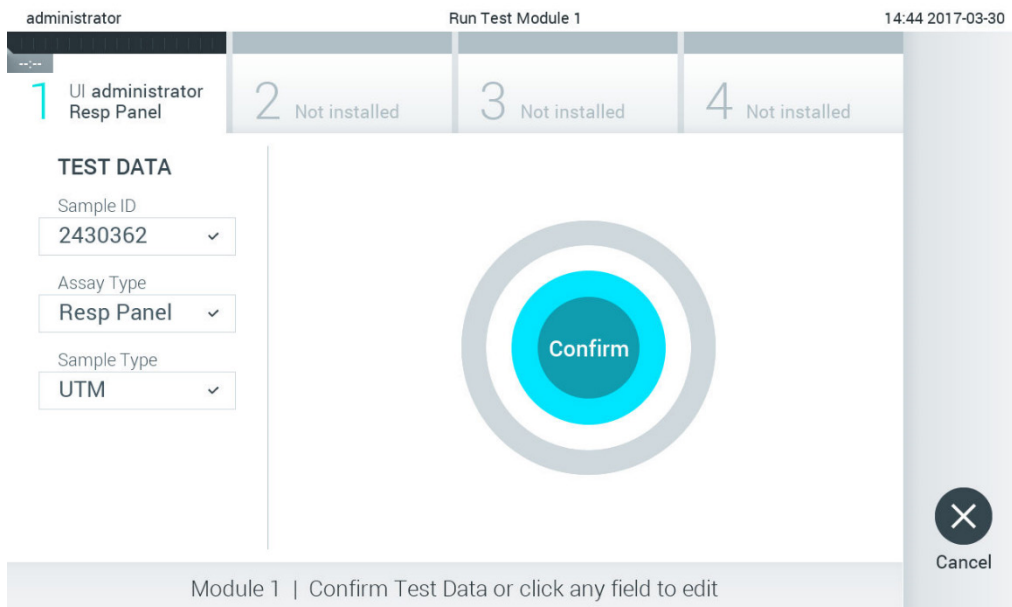 administrator Run Test Module 1 14:44 2017-03-30
--:--
1 UI administrator
Resp Panel
2 Not installed
3 Not installed
4 Not installed
TEST DATA
Sample ID
2430362
Assay Type
Resp Panel
Sample Type
UTM
Confirm
Cancel
Module 1 | Confirm Test Data or click any field to edit